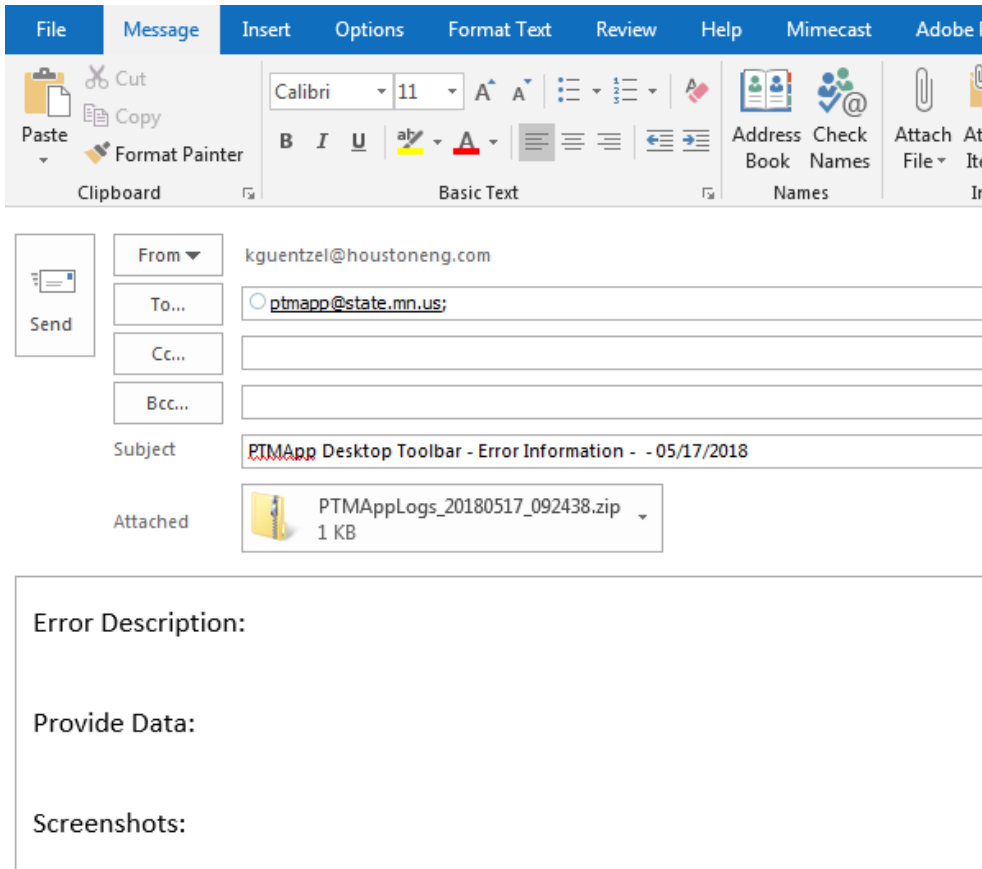 File Message Insert Options Format Text Review Help Mimecast Adobe
Cut
Copy
Paste
Format Painter
Calibri 11 A A
B I U ab A
Address Book
Check Names
Attach File
Clipboard Basic Text Names
From kguentzel@houstoneng.com
To... ptmapp@state.mn.us;
Send
Cc...
Bcc...
Subject PTMApp Desktop Toolbar - Error Information - - 05/17/2018
Attached PTMAppLogs_20180517_092438.zip
1 KB
Error Description:
Provide Data:
Screenshots: